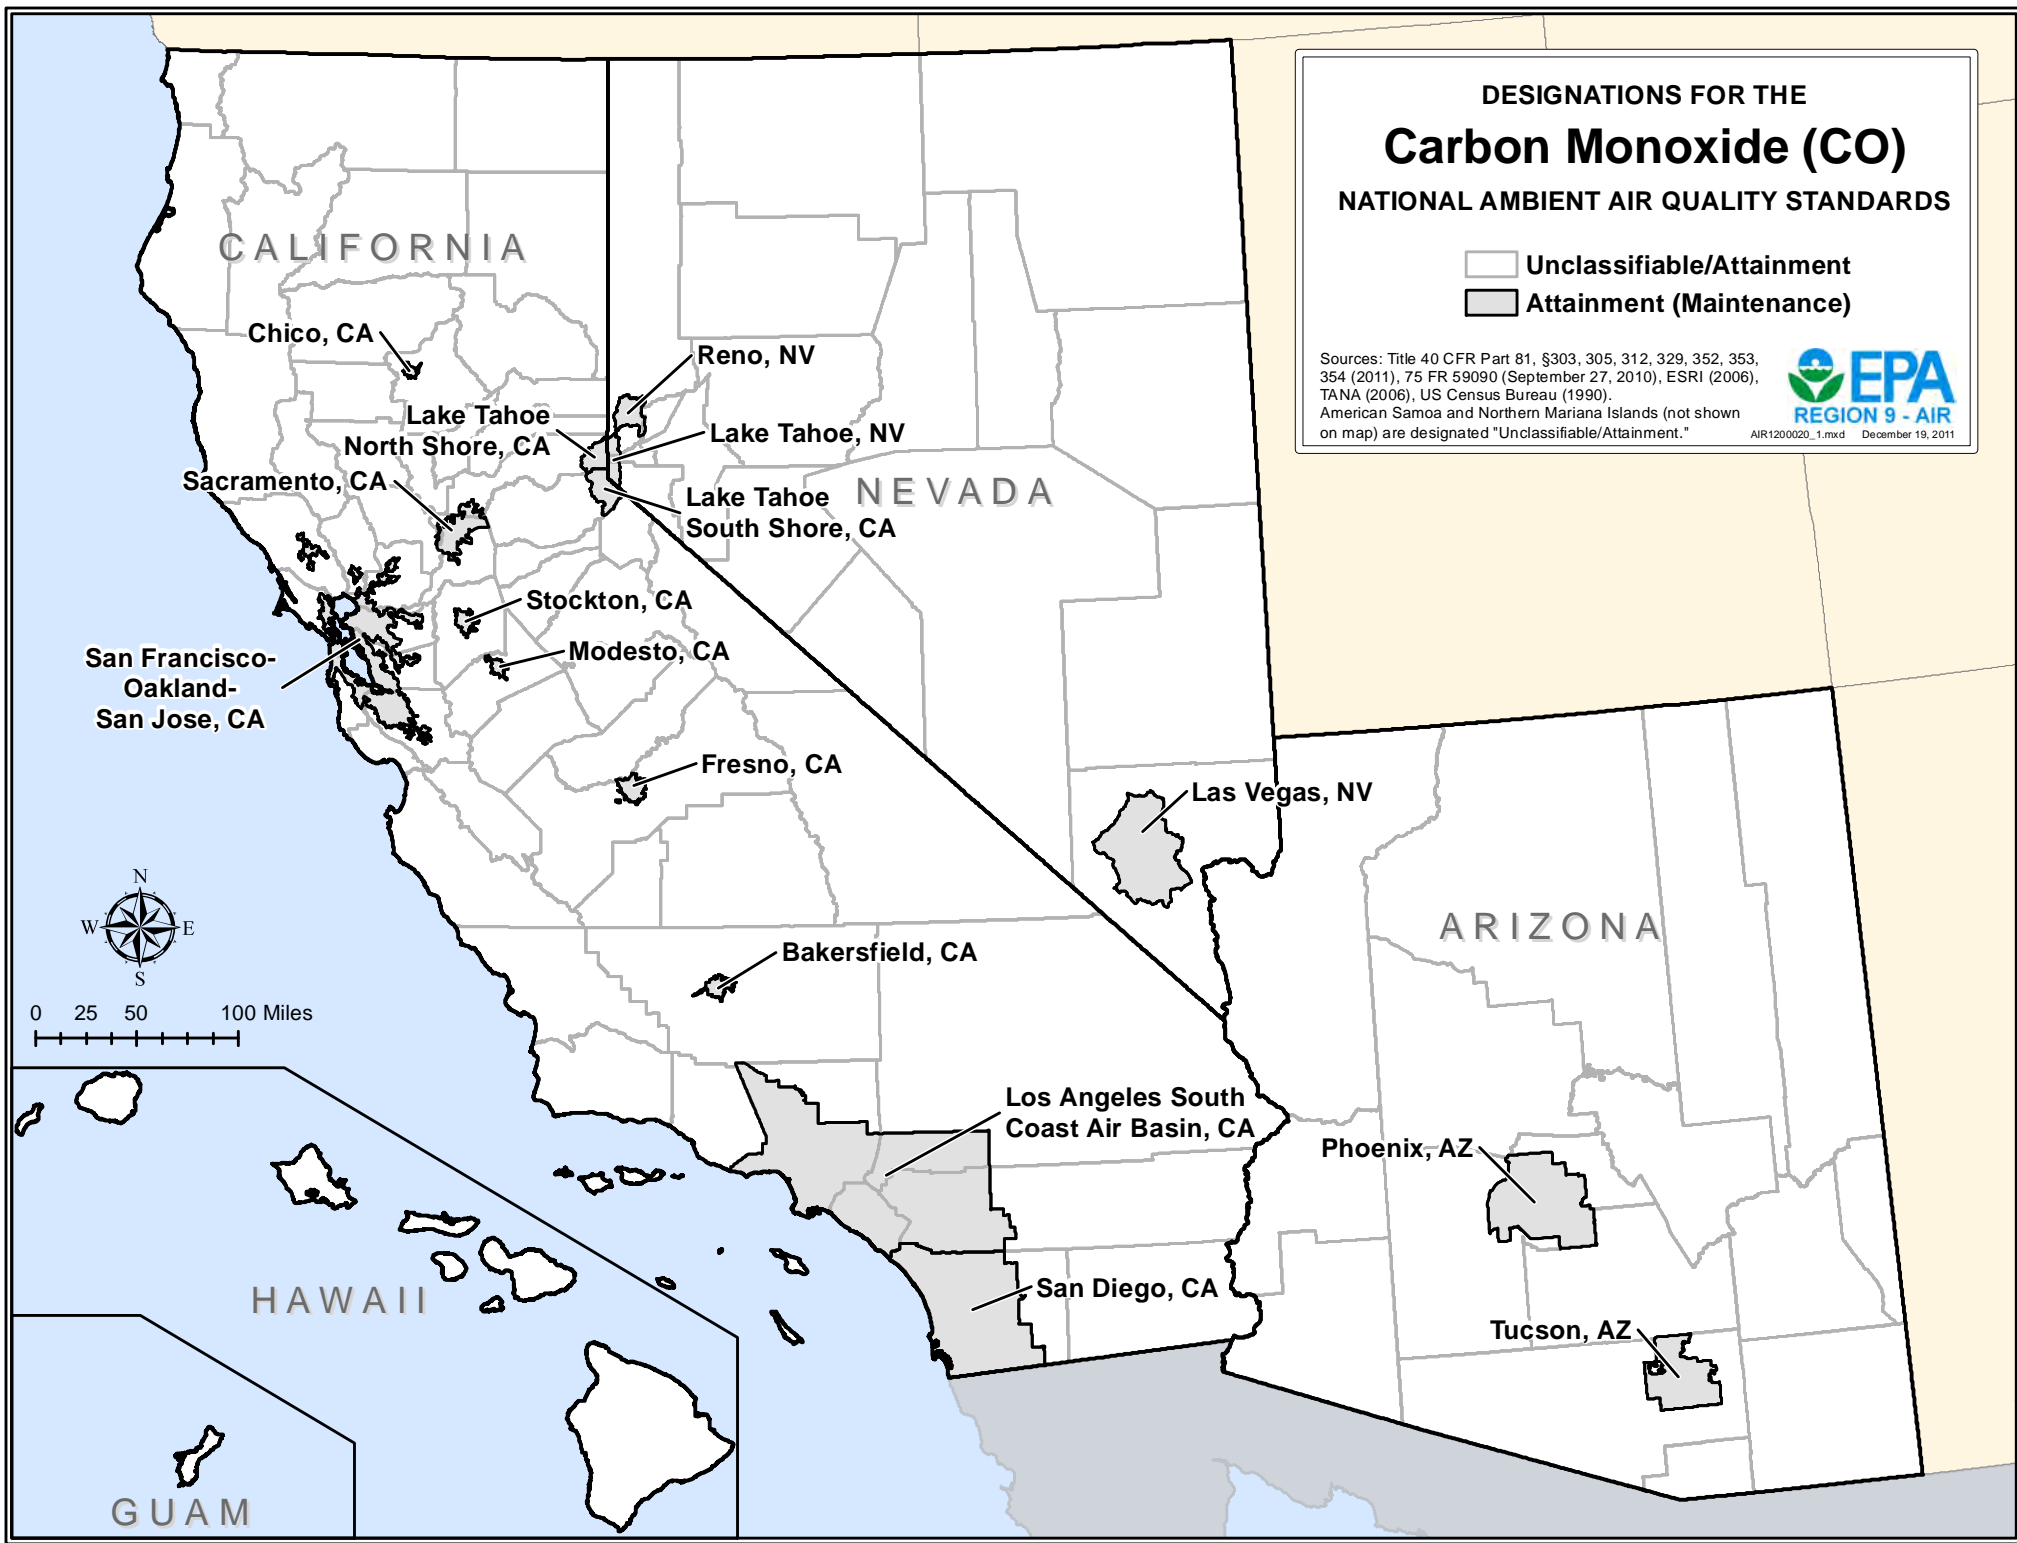 DESIGNATIONS FOR THE
Carbon Monoxide (CO)
NATIONAL AMBIENT AIR QUALITY STANDARDS
Unclassifiable/Attainment
Attainment (Maintenance)
Sources: Title 40 CFR Part 81, §303, 305, 312, 329, 352, 353,
354 (2011), 75 FR 59090 (September 27, 2010), ESRI (2006),
TANA (2006), US Census Bureau (1990).
American Samoa and Northern Mariana Islands (not shown
on map) are designated "Unclassifiable/Attainment."
EPA
REGION 9 - AIR
AIR1200020_1.mxd December 19, 2011
CALIFORNIA
Chico, CA
Reno, NV
Lake Tahoe
North Shore, CA
Lake Tahoe, NV
Sacramento, CA
Lake Tahoe
South Shore, CA
NEVADA
Stockton, CA
Modesto, CA
San Francisco-
Oakland-
San Jose, CA
Fresno, CA
Las Vegas, NV
N
W
E
S
ARIZONA
Bakersfield, CA
0 25 50 100 Miles
Los Angeles South
Coast Air Basin, CA
Phoenix, AZ
San Diego, CA
HAWAII
Tucson, AZ
GUAM